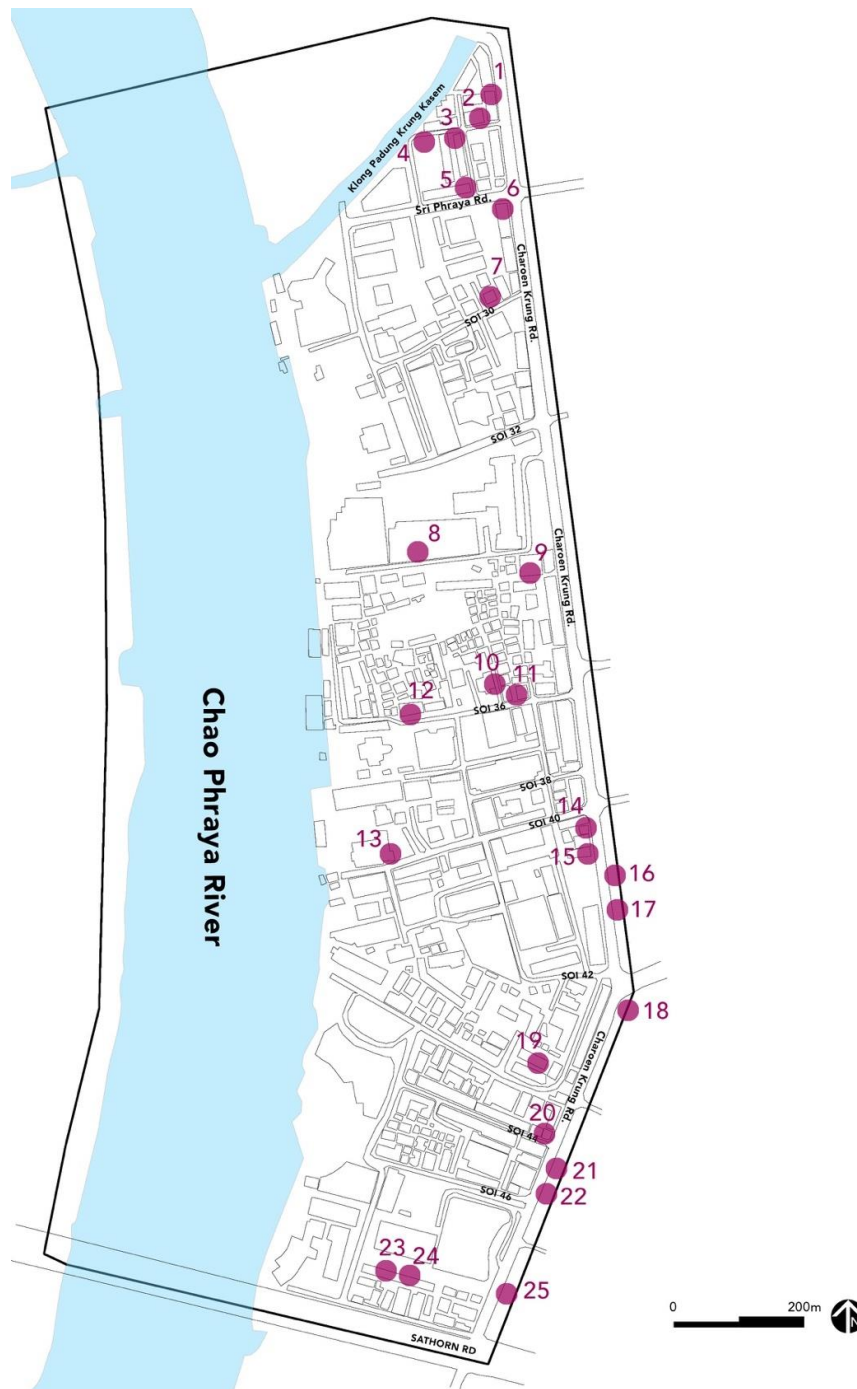 1
2
3
4
Klong Padung Krung Kasem
5
6
Sri Phraya Rd.
Charoen Krung Rd.
7
SOI 30
SOI 32
8
9
Charoen Krung Rd.
10
11
12
SOI 36
Chao Phraya River
SOI 38
14
SOI 40
13
15
16
17
SOI 42
18
19
Charoen Krung Rd.
20
SOI 44
21
22
SOI 46
23
24
25
0
200m
N
SATHORN RD